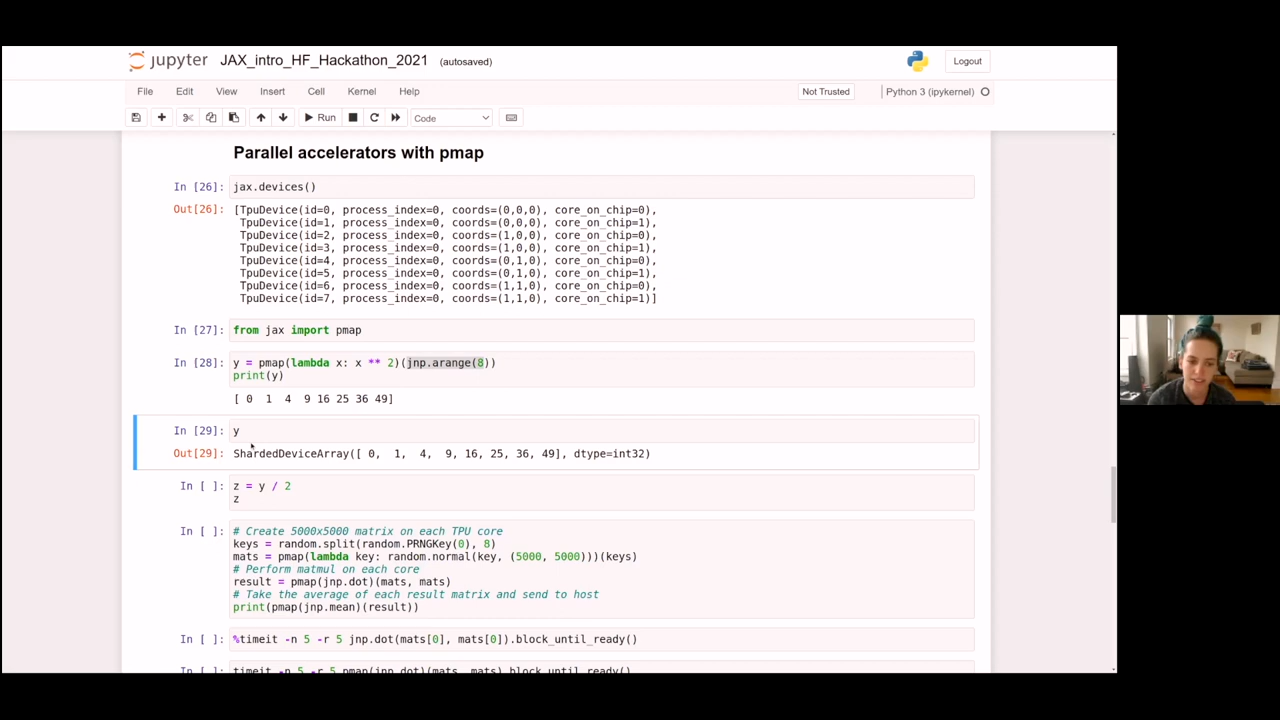 jupyter JAX_intro_HF_Hackathon_2021 (autosaved) Logout
File Edit View Insert Cell Kernel Help Not Trusted Python 3 (ipykernel)
Run Code
Parallel accelerators with pmap
In [26]: jax.devices()
Out[26]: [TpuDevice(id=0, process_index=0, coords=(0,0,0), core_on_chip=0),
TpuDevice(id=1, process_index=0, coords=(0,0,0), core_on_chip=1),
TpuDevice(id=2, process_index=0, coords=(1,0,0), core_on_chip=0),
TpuDevice(id=3, process_index=0, coords=(1,0,0), core_on_chip=1),
TpuDevice(id=4, process_index=0, coords=(0,1,0), core_on_chip=0),
TpuDevice(id=5, process_index=0, coords=(0,1,0), core_on_chip=1),
TpuDevice(id=6, process_index=0, coords=(1,1,0), core_on_chip=0),
TpuDevice(id=7, process_index=0, coords=(1,1,0), core_on_chip=1)]
In [27]: from jax import pmap
In [28]: y = pmap(lambda x: x ** 2)(jnp.arange(8))
print(y)
[ 0 1 4 9 16 25 36 49]
In [29]: y
Out[29]: ShardedDeviceArray([ 0, 1, 4, 9, 16, 25, 36, 49], dtype=int32)
In [ ]: z = y / 2
z
In [ ]: # Create 5000x5000 matrix on each TPU core
keys = random.split(random.PRNGKey(0), 8)
mats = pmap(lambda key: random.normal(key, (5000, 5000)))(keys)
# Perform matmul on each core
result = pmap(jnp.dot)(mats, mats)
# Take the average of each result matrix and send to host
print(pmap(jnp.mean)(result))
In [ ]: %timeit -n 5 -r 5 jnp.dot(mats[0], mats[0]).block_until_ready()
In [ ]: timeit -n 5 -r 5 pmap(jnp.dot)(mats, mats).block_until_ready()